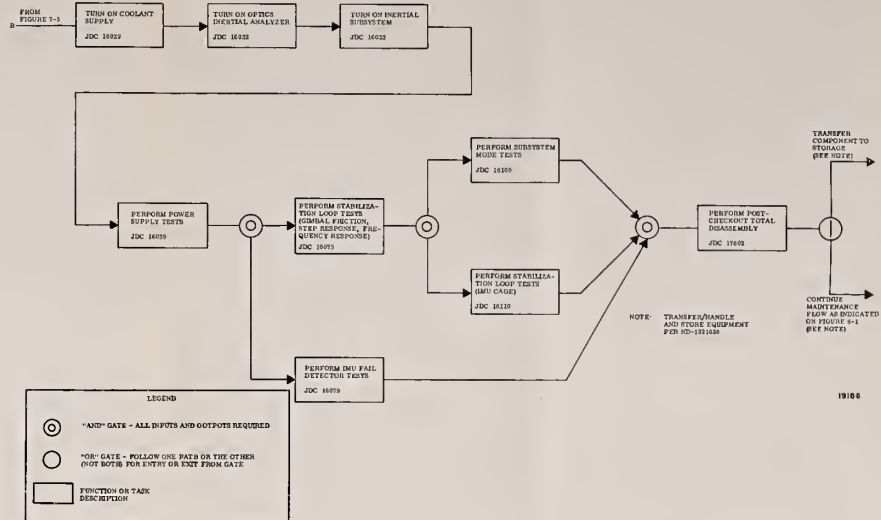 FROM
FIGURE 7-5
B
TURN ON COOLANT
SUPPLY
JDC 16029
TURN ON OPTICS
INERTIAL ANALYZER
JDC 16032
TURN ON INERTIAL
SUBSYSTEM
JDC 16033
PERFORM POWER
SUPPLY TESTS
JDC 16039
PERFORM STABILIZA-
TION LOOP TESTS
(GIMBAL FRICTION,
STEP RESPONSE, FRE-
QUENCY RESPONSE)
JDC 16075
PERFORM SUBSYSTEM
MODE TESTS
JDC 16105
PERFORM STABILIZA-
TION LOOP TESTS
(IMU CAGE)
JDC 16110
PERFORM IMU FAIL
DETECTOR TESTS
JDC 16079
PERFORM POST-
CHECKOUT TOTAL
DISASSEMBLY
JDC 17603
TRANSFER
COMPONENT TO
STORAGE
(SEE NOTE)
CONTINUE
MAINTENANCE
FLOW AS INDICATED
ON FIGURE 6-1
(SEE NOTE)
NOTE- TRANSFER/HANDLE
AND STORE EQUIPMENT
PER ND-1021038
19188
LEGEND
"AND" GATE - ALL INPUTS AND OUTPUTS REQUIRED
"OR" GATE - FOLLOW ONE PATH OR THE OTHER
(NOT BOTH) FOR ENTRY OR EXIT FROM GATE
FUNCTION OR TASK
DESCRIPTION